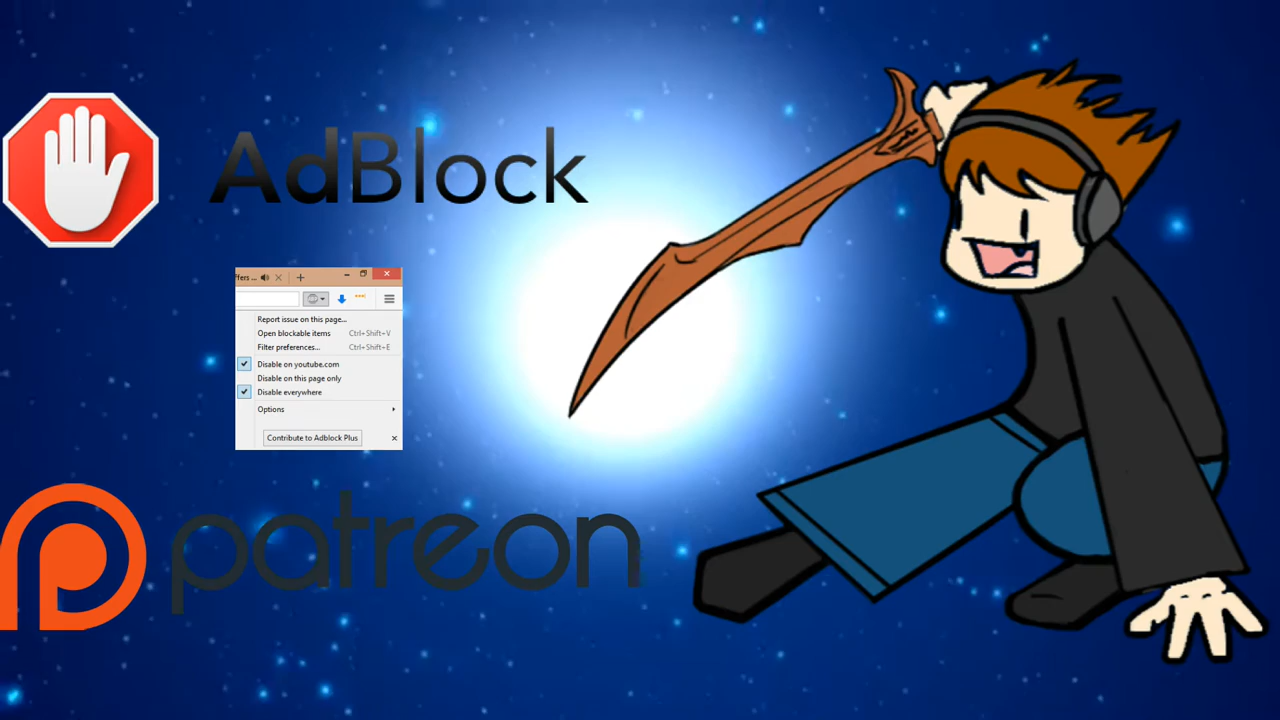 AdBlock
ffers ...
Report issue on this page...
Open blockable items Ctrl+Shift+V
Filter preferences... Ctrl+Shift+E
Disable on youtube.com
Disable on this page only
Disable everywhere
Options
Contribute to Adblock Plus
patreon